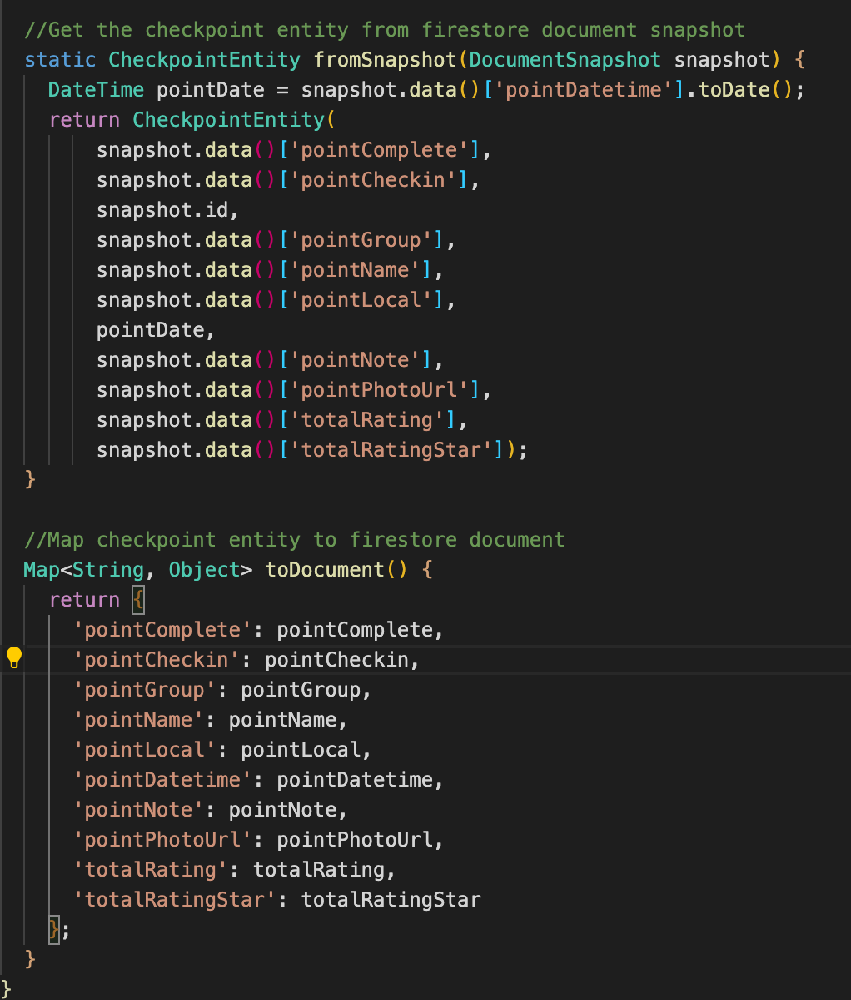 //Get the checkpoint entity from firestore document snapshot
static CheckpointEntity fromSnapshot(DocumentSnapshot snapshot) {
DateTime pointDate = snapshot.data()['pointDatetime'].toDate();
return CheckpointEntity(
snapshot.data()['pointComplete'],
snapshot.data()['pointCheckin'],
snapshot.id,
snapshot.data()['pointGroup'],
snapshot.data()['pointName'],
snapshot.data()['pointLocal'],
pointDate,
snapshot.data()['pointNote'],
snapshot.data()['pointPhotoUrl'],
snapshot.data()['totalRating'],
snapshot.data()['totalRatingStar']);
}
//Map checkpoint entity to firestore document
Map<String, Object> toDocument() {
return {
'pointComplete': pointComplete,
'pointCheckin': pointCheckin,
'pointGroup': pointGroup,
'pointName': pointName,
'pointLocal': pointLocal,
'pointDatetime': pointDatetime,
'pointNote': pointNote,
'pointPhotoUrl': pointPhotoUrl,
'totalRating': totalRating,
'totalRatingStar': totalRatingStar
};
}
}